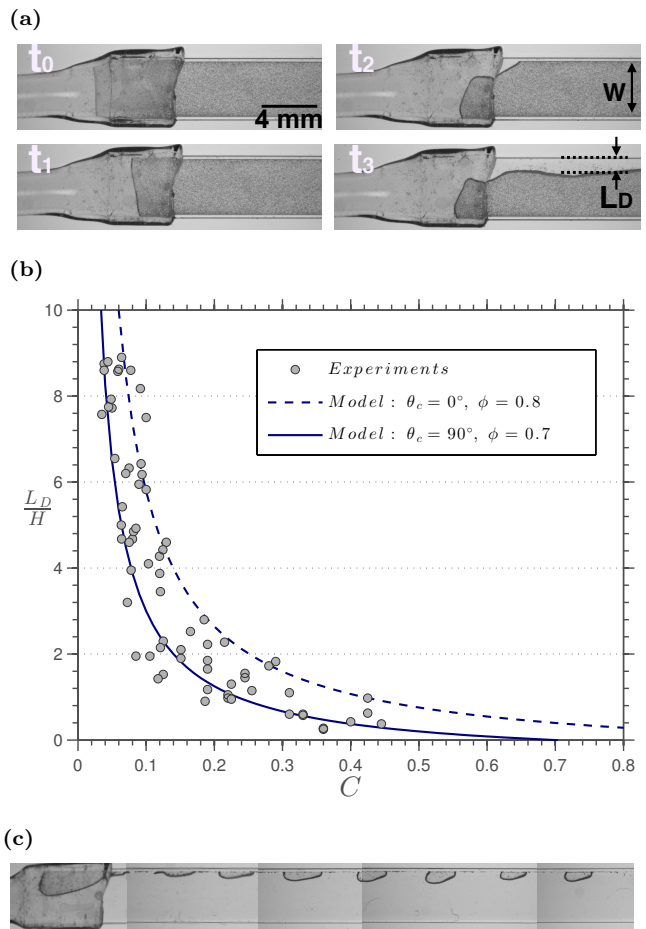 (a)
t0
t2
W
4 mm
t1
t3
LD
(b)
10
8
6
4
2
0
L_D/H
Experiments
Model: θc = 0°, φ = 0.8
Model: θc = 90°, φ = 0.7
0 0.1 0.2 0.3 0.4 0.5 0.6 0.7 0.8
C
(c)